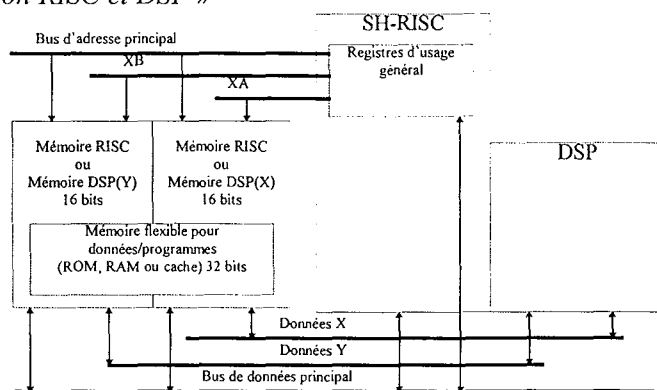 on RISC et DSP »
SH-RISC
Bus d'adresse principal
XB
XA
Registres d'usage
général
Mémoire RISC
ou
Mémoire DSP(Y)
16 bits
Mémoire RISC
ou
Mémoire DSP(X)
16 bits
DSP
Mémoire flexible pour
données/programmes
(ROM, RAM ou cache) 32 bits
Données X
Données Y
Bus de données principal